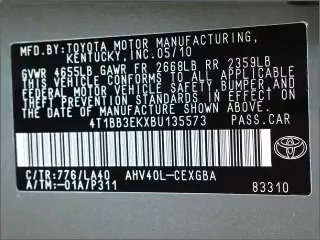 MFD.BY:TOYOTA MOTOR MANUFACTURING,
KENTUCKY,INC.05/10
GVWR 4655LB GAWR FR 2668LB RR 2359LB
THIS VEHICLE CONFORMS TO ALL APPLICABLE
FEDERAL MOTOR VEHICLE SAFETY,BUMPER,AND
THEFT PREVENTION STANDARDS IN EFFECT ON
THE DATE OF MANUFACTURE SHOWN ABOVE.
4T1BB3EKXBU135573 PASS.CAR
C/TR:776/LA40 AHV40L-CEXGBA
A/TM:-01A/P311 83310
TOYOTA